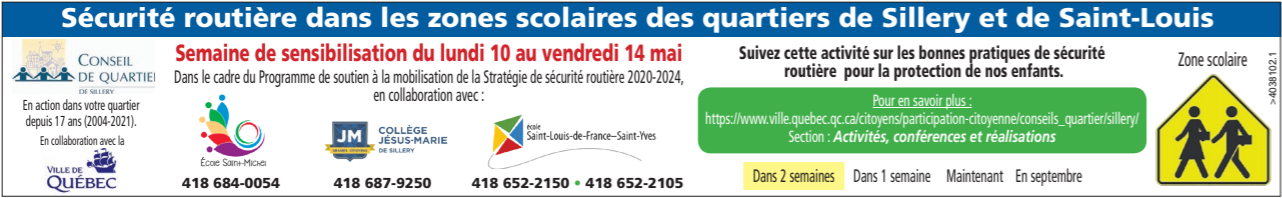 Sécurité routière dans les zones scolaires des quartiers de Sillery et de Saint-Louis
CONSEIL
DE QUARTIE
DE SILLERY
En action dans votre quartier
depuis 17 ans (2004-2021).
En collaboration avec la
VILLE DE
QUÉBEC
Semaine de sensibilisation du lundi 10 au vendredi 14 mai
Dans le cadre du Programme de soutien à la mobilisation de la Stratégie de sécurité routière 2020-2024,
en collaboration avec :
École Saint-Michel
418 684-0054
JM
COLLÈGE
JÉSUS-MARIE
DE SILLERY
418 687-9250
école
Saint-Louis-de-France–Saint-Yves
418 652-2150 • 418 652-2105
Suivez cette activité sur les bonnes pratiques de sécurité
routière pour la protection de nos enfants.
Pour en savoir plus :
https://www.ville.quebec.qc.ca/citoyens/participation-citoyenne/conseils_quartier/sillery/
Section : Activités, conférences et réalisations
Dans 2 semaines Dans 1 semaine Maintenant En septembre
Zone scolaire
>4038102.1